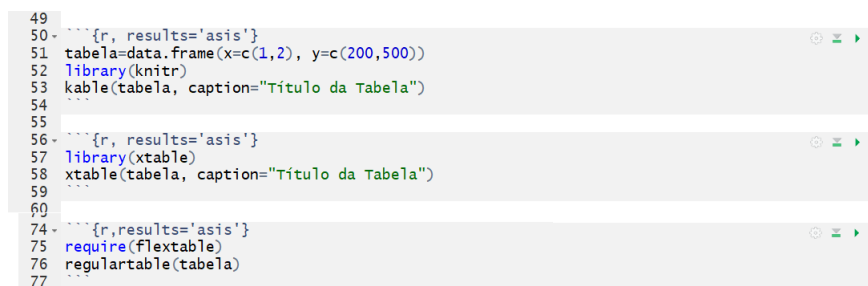 49
50 ```{r, results='asis'}
51 tabela=data.frame(x=c(1,2), y=c(200,500))
52 library(knitr)
53 kable(tabela, caption="Título da Tabela")
54 ```
55
56 ```{r, results='asis'}
57 library(xtable)
58 xtable(tabela, caption="Título da Tabela")
59 ```
60
74 ```{r,results='asis'}
75 require(flextable)
76 regulartable(tabela)
77 ```